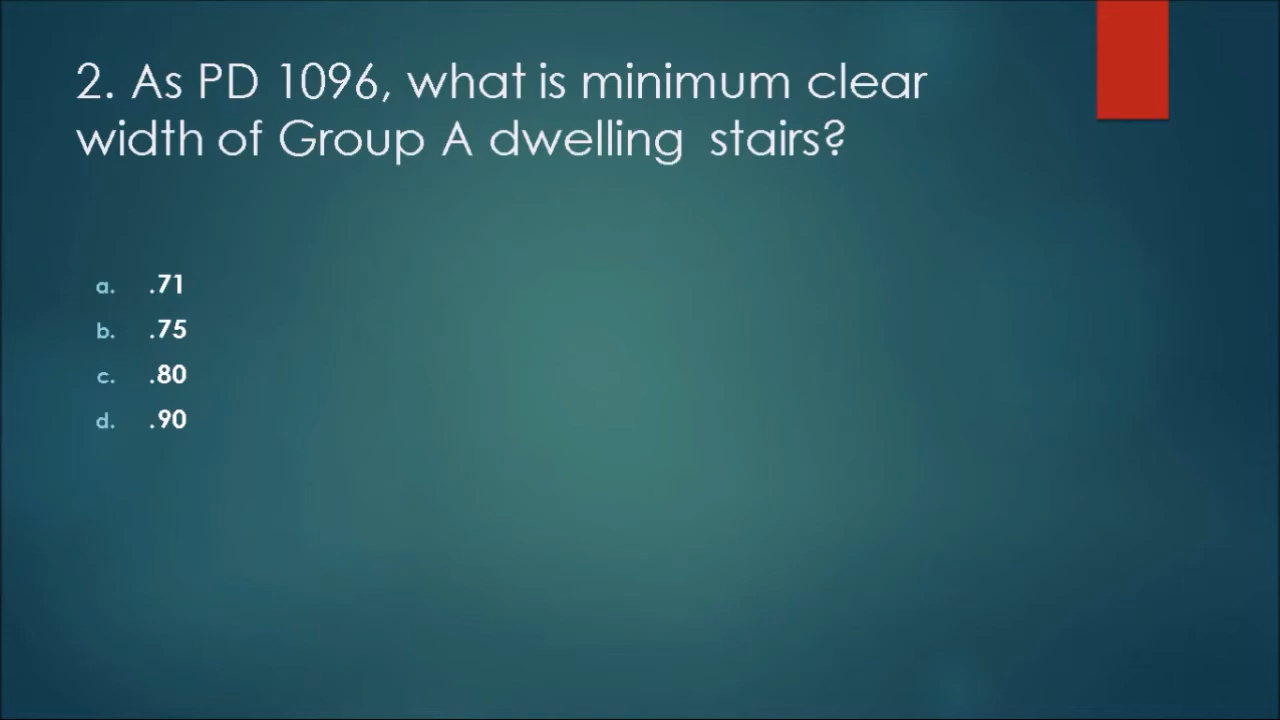 2. As PD 1096, what is minimum clear
width of Group A dwelling stairs?
a. .71
b. .75
c. .80
d. .90